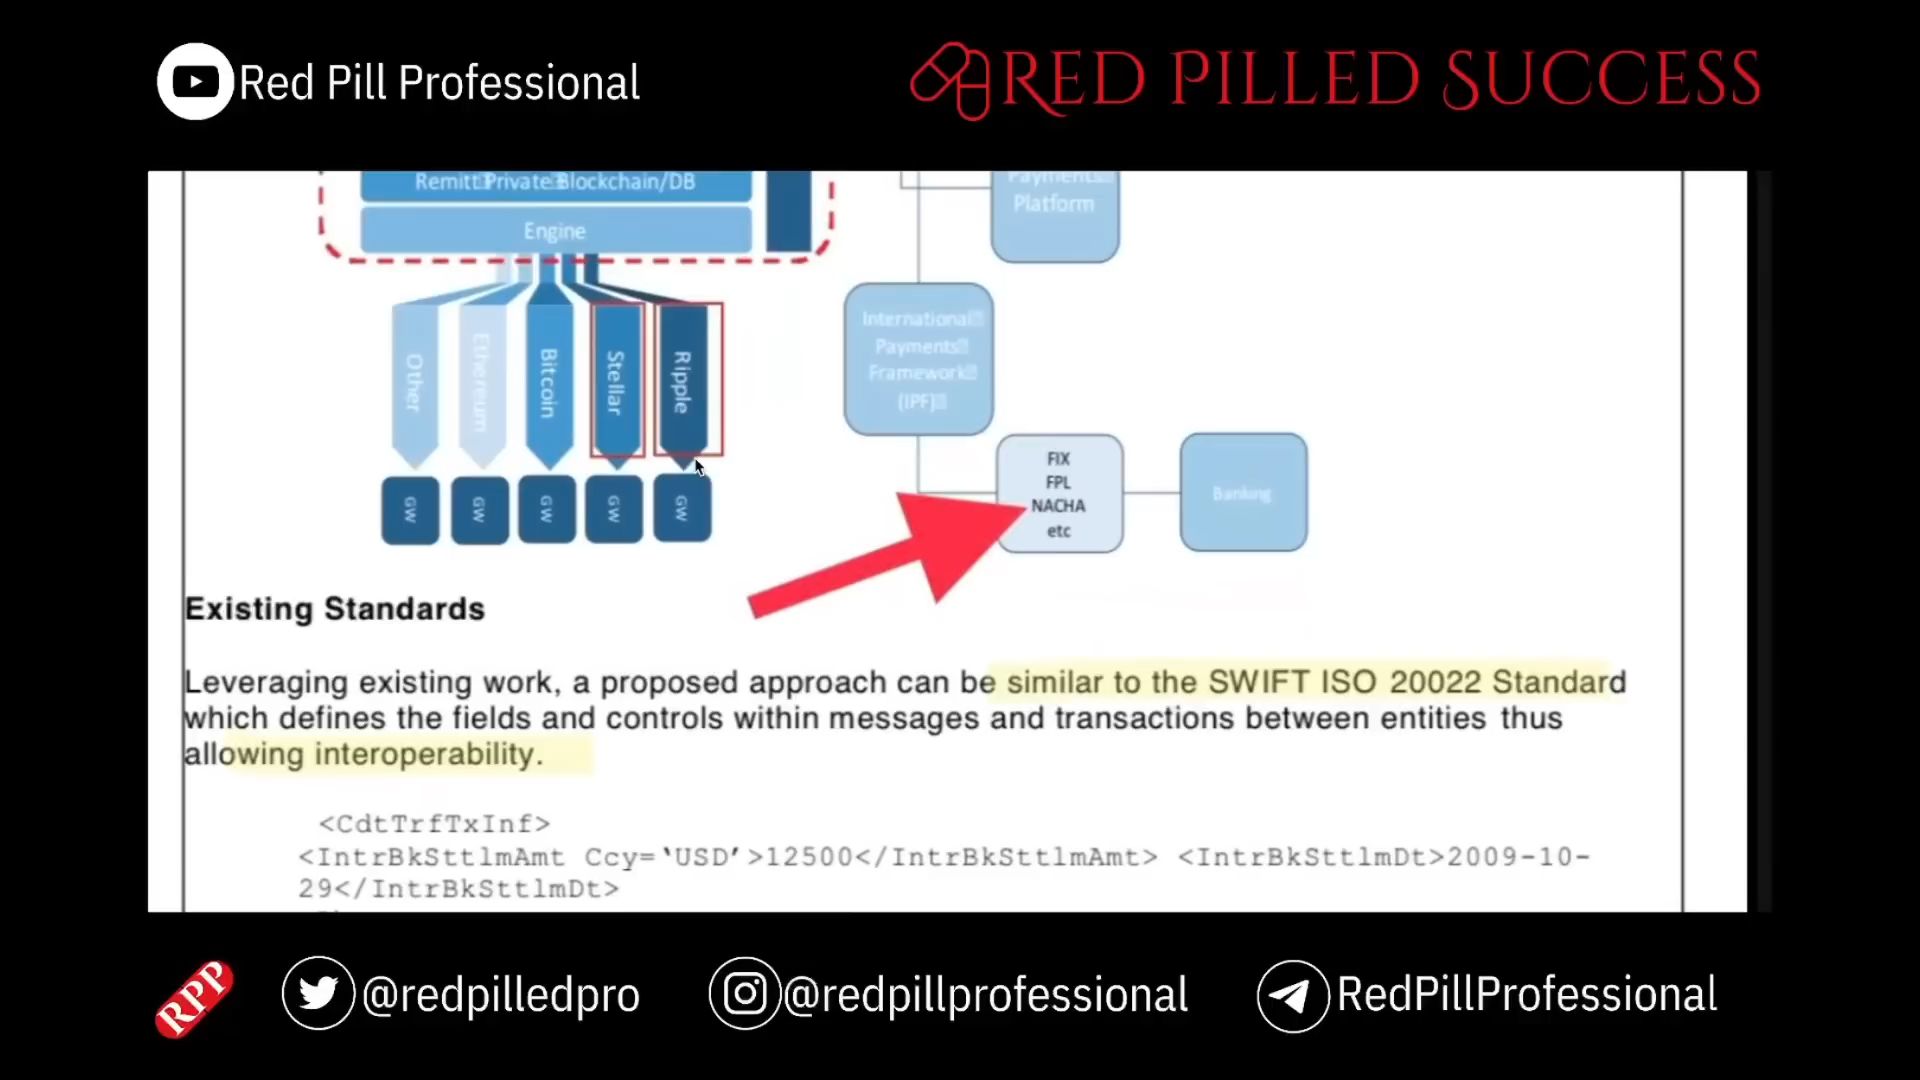 Red Pill Professional
RED PILLED SUCCESS
Remitt Private Blockchain/DB
Engine
Payments
Platform
Other
Ethereum
Bitcoin
Stellar
Ripple
GW
GW
GW
GW
GW
International
Payments
Framework
(IPF)
FIX
FPL
NACHA
etc
Banking
Existing Standards
Leveraging existing work, a proposed approach can be similar to the SWIFT ISO 20022 Standard
which defines the fields and controls within messages and transactions between entities thus
allowing interoperability.
<CdtTrfTxInf>
<IntrBkSttlmAmt Ccy=‘USD’>12500</IntrBkSttlmAmt> <IntrBkSttlmDt>2009-10-
29</IntrBkSttlmDt>
RPP
@redpilledpro
@redpillprofessional
RedPillProfessional